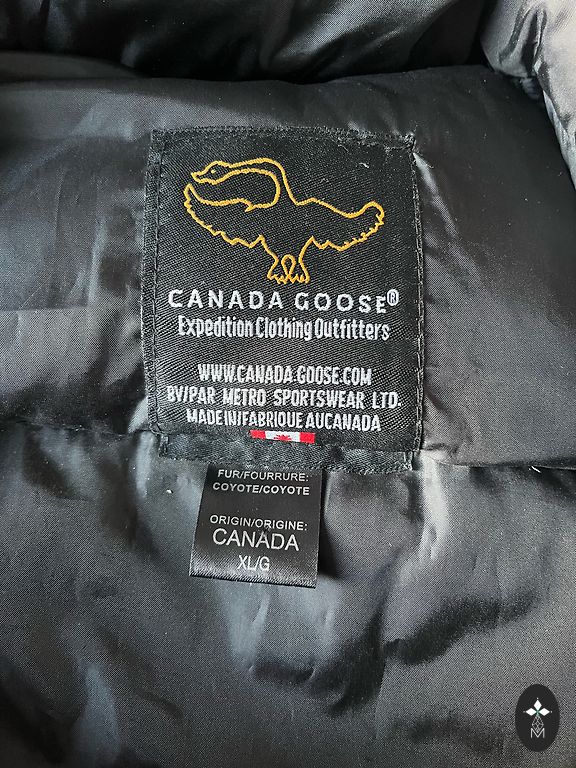 CANADA GOOSE®
Expedition Clothing Outfitters
WWW.CANADA.GOOSE.COM
BV/PAR METRO SPORTSWEAR LTD.
MADE IN/FABRIQUE AU CANADA
FUR/FOURRURE:
COYOTE/COYOTE
ORIGIN/ORIGINE:
CANADA
XL/G
M